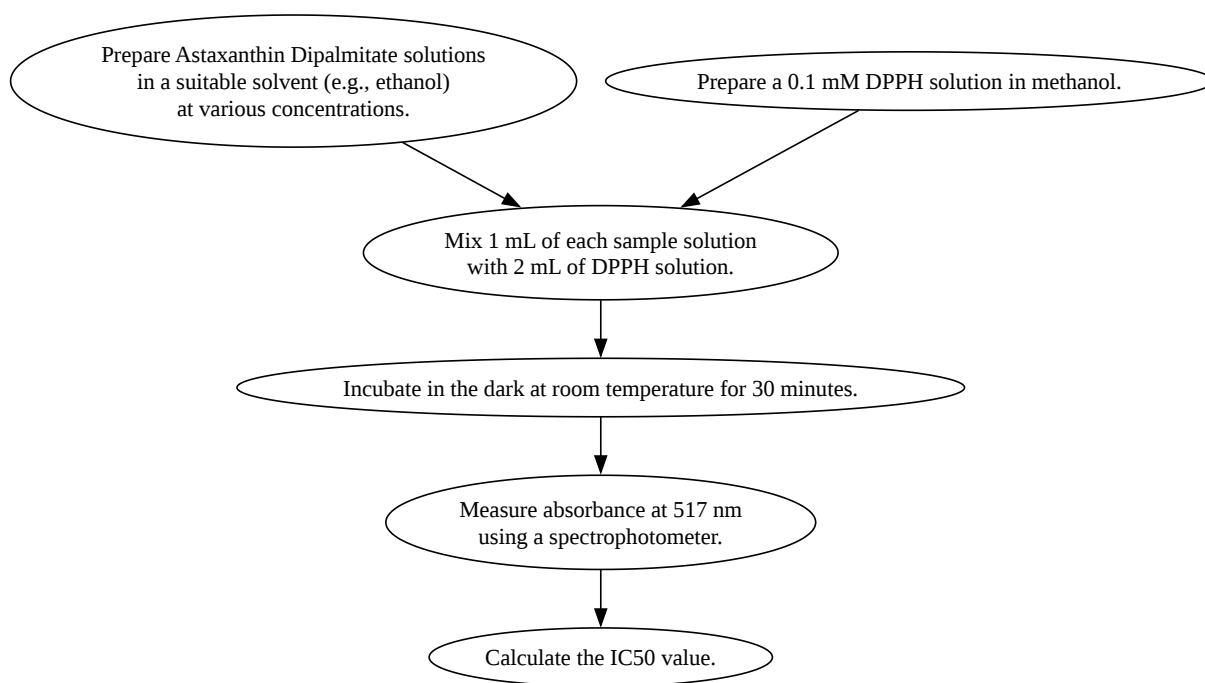 Prepare Astaxanthin Dipalmitate solutions
in a suitable solvent (e.g., ethanol)
at various concentrations.
Prepare a 0.1 mM DPPH solution in methanol.
Mix 1 mL of each sample solution
with 2 mL of DPPH solution.
Incubate in the dark at room temperature for 30 minutes.
Measure absorbance at 517 nm
using a spectrophotometer.
Calculate the IC50 value.